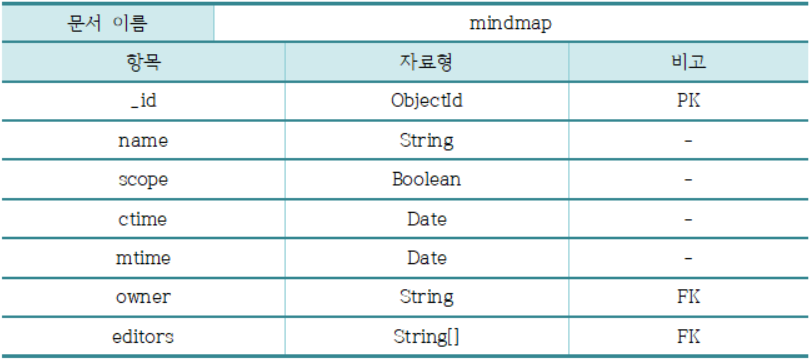 문서 이름 mindmap
항목 자료형 비고
_id ObjectId PK
name String -
scope Boolean -
ctime Date -
mtime Date -
owner String FK
editors String[] FK